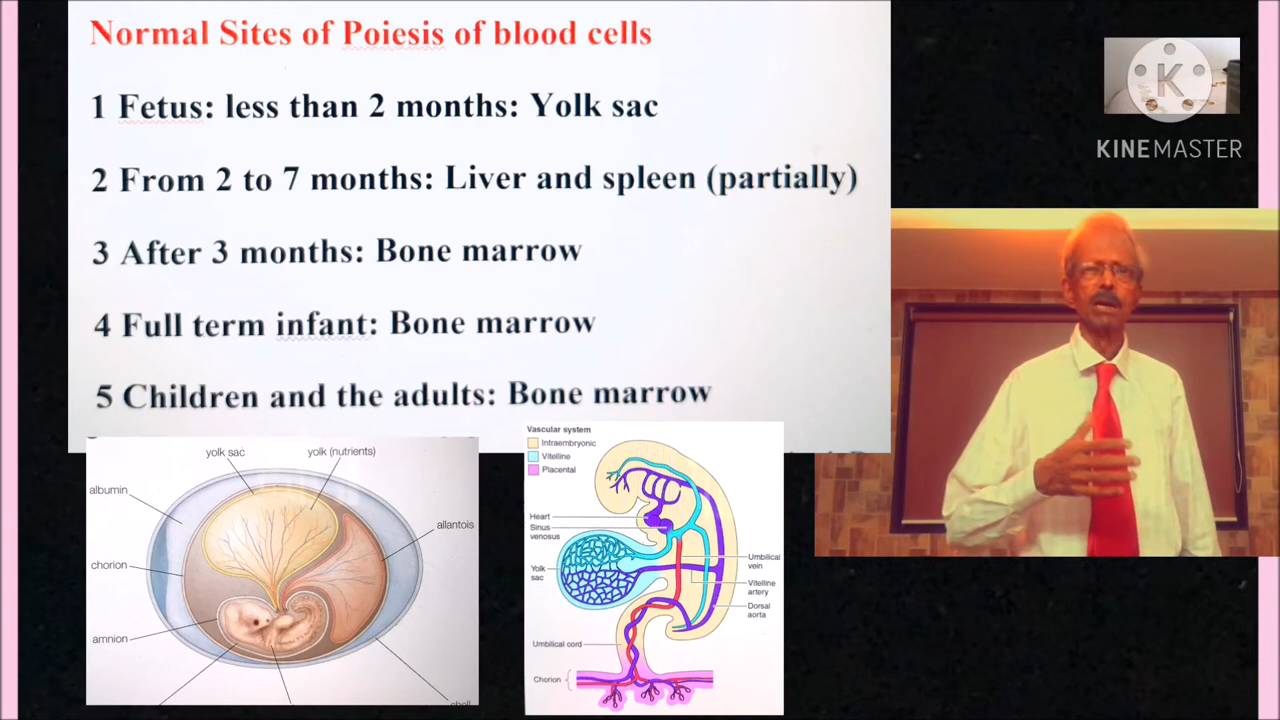 Normal Sites of Poiesis of blood cells
1 Fetus: less than 2 months: Yolk sac
2 From 2 to 7 months: Liver and spleen (partially)
3 After 3 months: Bone marrow
4 Full term infant: Bone marrow
5 Children and the adults: Bone marrow
K
KINEMASTER
yolk sac
yolk (nutrients)
albumin
allantois
chorion
amnion
Vascular system
Intraembryonic
Vitelline
Placental
Heart
Sinus
venosus
Yolk
sac
Umbilical
vein
Vitelline
artery
Dorsal
aorta
Umbilical cord
Chorion